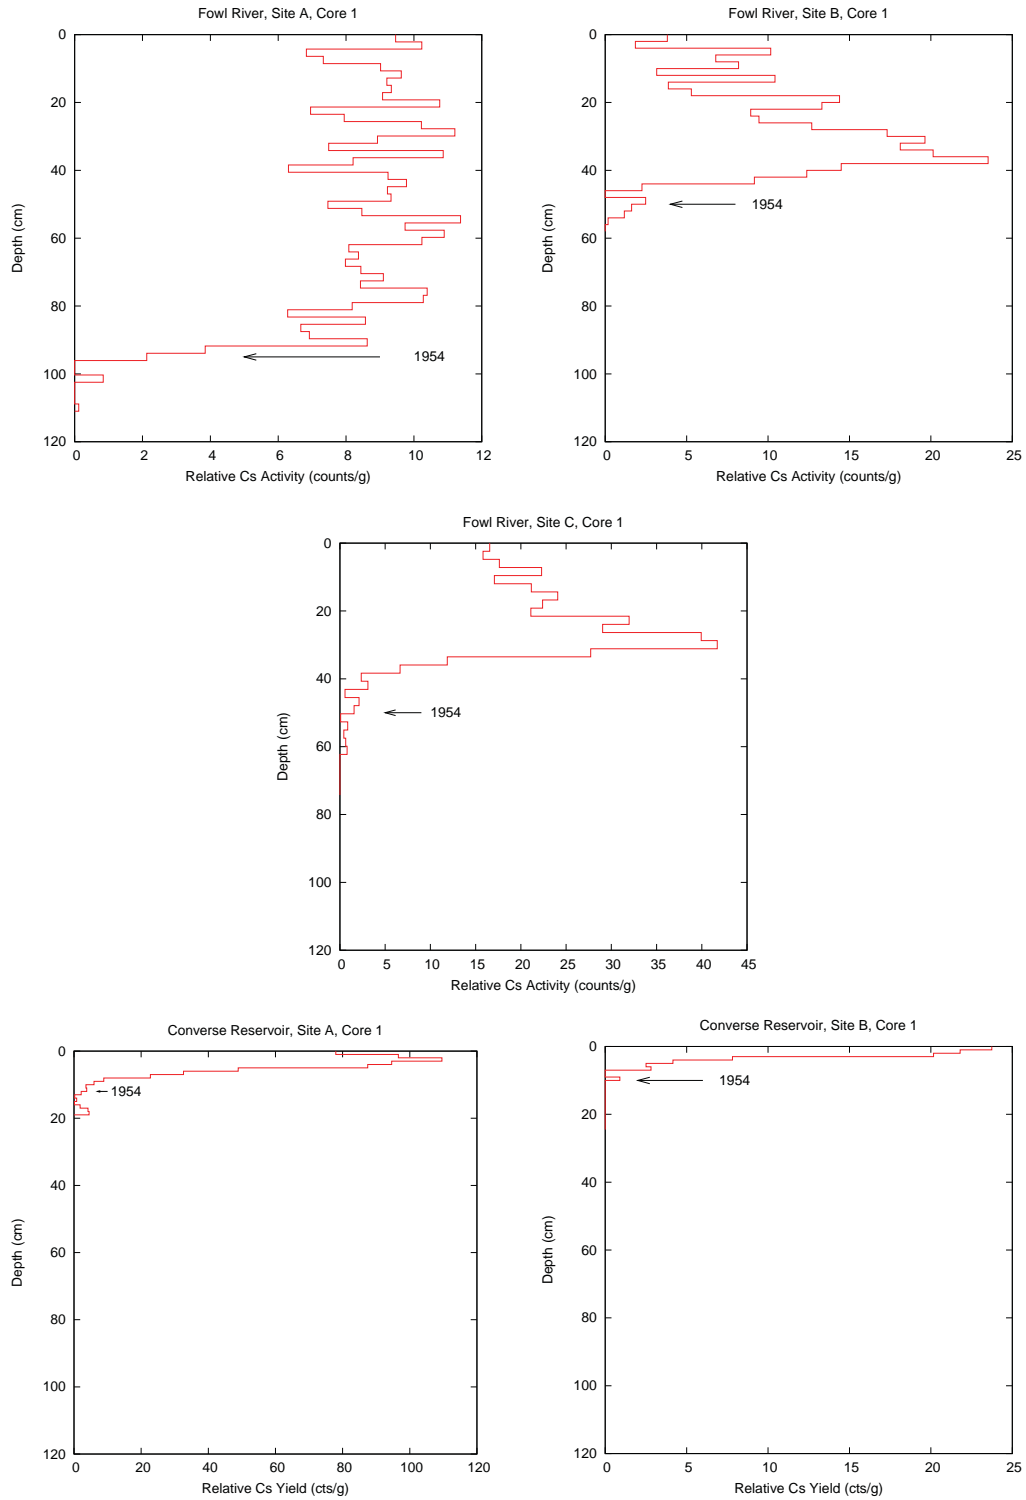 Fowl River, Site A, Core 1
0
20
40
60
80
100
120
Depth (cm)
1954
0 2 4 6 8 10 12
Relative Cs Activity (counts/g)
Fowl River, Site B, Core 1
0
20
40
60
80
100
120
Depth (cm)
1954
0 5 10 15 20 25
Relative Cs Activity (counts/g)
Fowl River, Site C, Core 1
0
20
40
60
80
100
120
Depth (cm)
1954
0 5 10 15 20 25 30 35 40 45
Relative Cs Activity (counts/g)
Converse Reservoir, Site A, Core 1
0
20
40
60
80
100
120
Depth (cm)
1954
0 20 40 60 80 100 120
Relative Cs Yield (cts/g)
Converse Reservoir, Site B, Core 1
0
20
40
60
80
100
120
Depth (cm)
1954
0 5 10 15 20 25
Relative Cs Yield (cts/g)